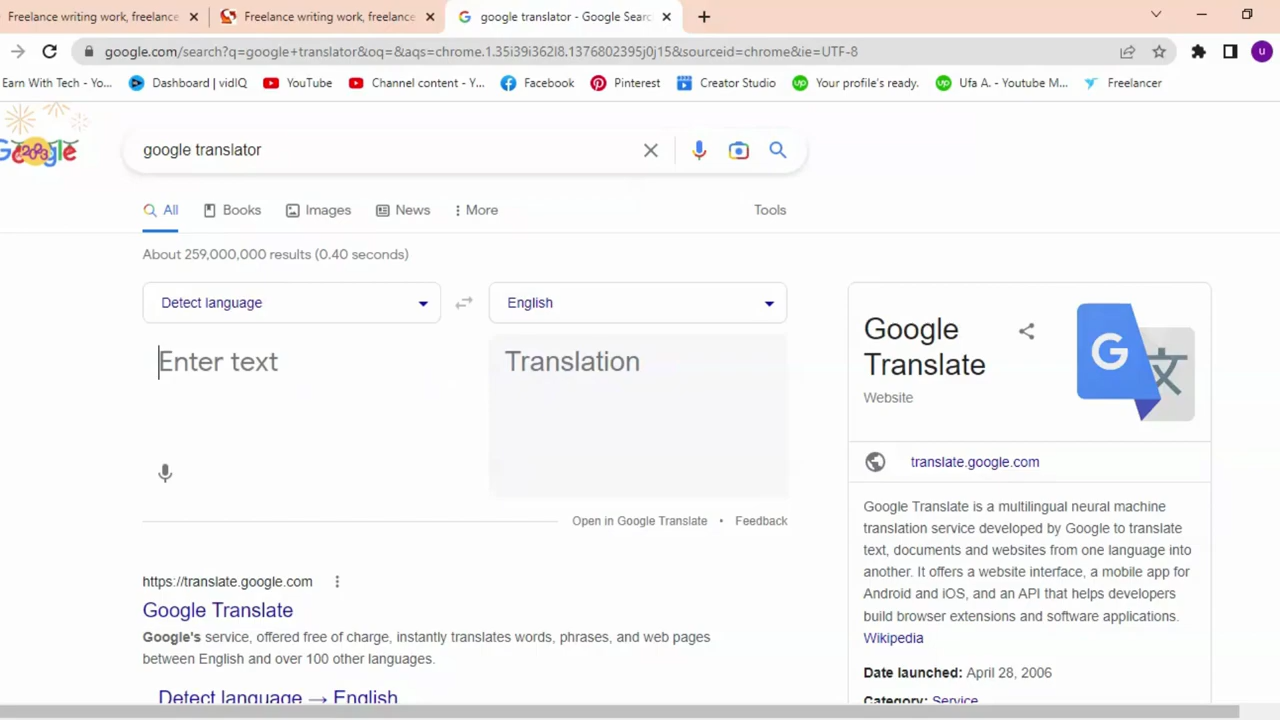 Freelance writing work, freelance
Freelance writing work, freelance
google translator - Google Searc
google.com/search?q=google+translator&oq=&aqs=chrome.1.35i39i362l8.1376802395j0j15&sourceid=chrome&ie=UTF-8
u
Earn With Tech - Yo...
Dashboard | vidIQ
YouTube
Channel content - Y...
Facebook
Pinterest
Creator Studio
Your profile's ready.
Ufa A. - Youtube M...
Freelancer
google translator
All
Books
Images
News
More
Tools
About 259,000,000 results (0.40 seconds)
Detect language
English
Enter text
Translation
Open in Google Translate • Feedback
https://translate.google.com
Google Translate
Google's service, offered free of charge, instantly translates words, phrases, and web pages
between English and over 100 other languages.
Detect language → English
Google
Translate
Website
G
文
translate.google.com
Google Translate is a multilingual neural machine
translation service developed by Google to translate
text, documents and websites from one language into
another. It offers a website interface, a mobile app for
Android and iOS, and an API that helps developers
build browser extensions and software applications.
Wikipedia
Date launched: April 28, 2006
Category: Service